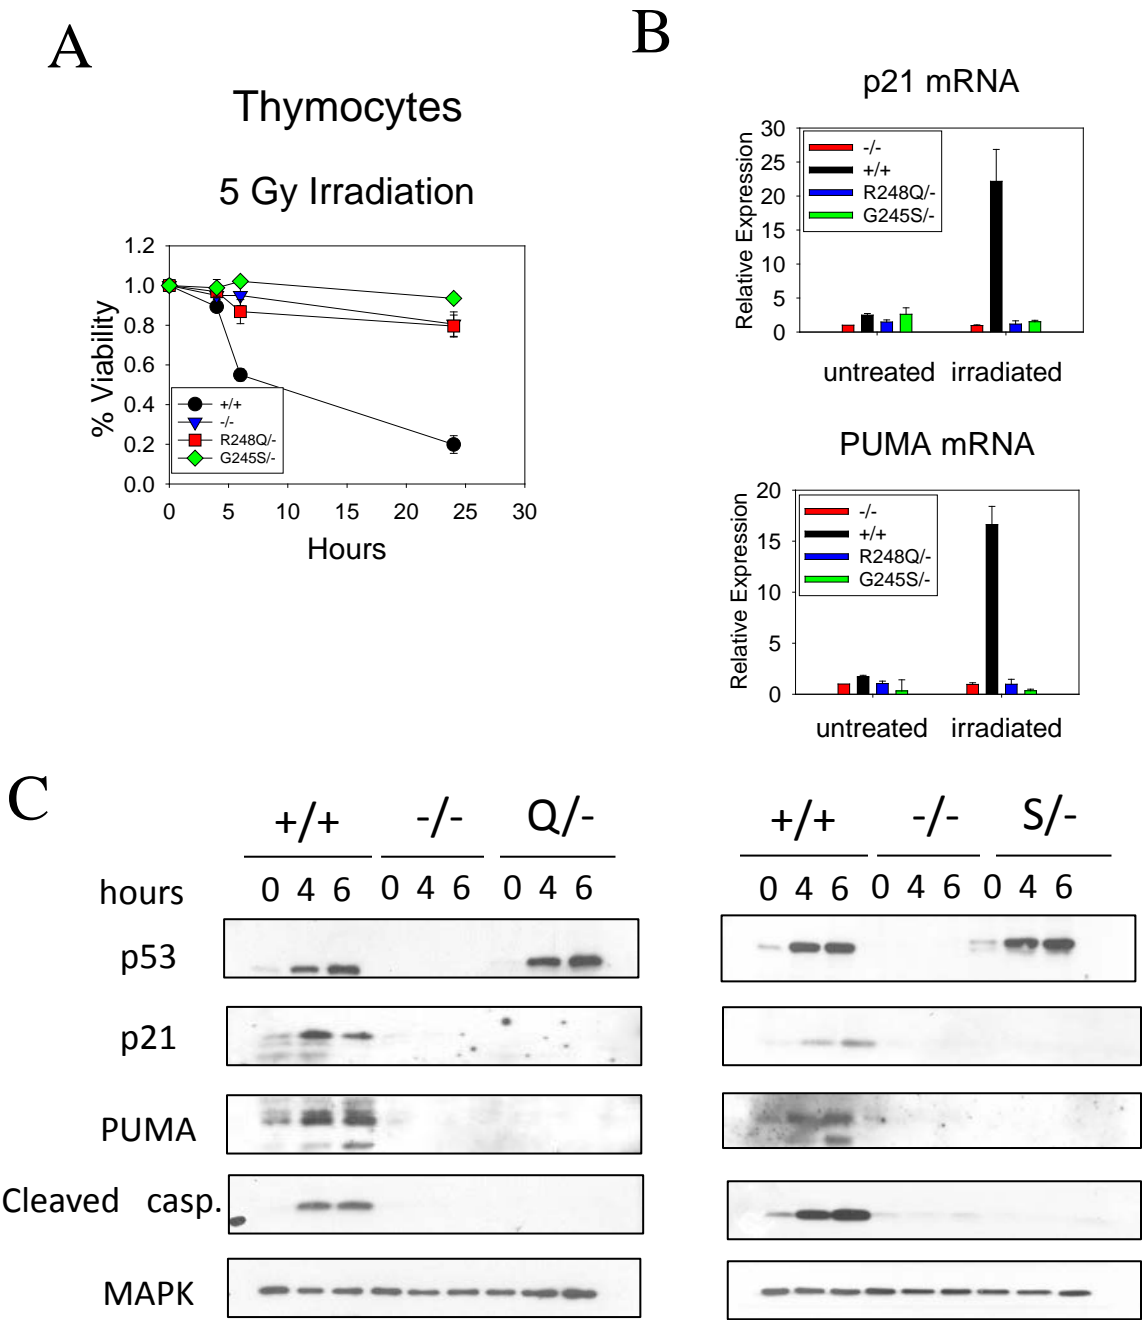 A
Thymocytes
5 Gy Irradiation
1.2
1.0
0.8
0.6
0.4
0.2
0.0
% Viability
+/+
-/-
R248Q/-
G245S/-
0 5 10 15 20 25 30
Hours
B
p21 mRNA
30
25
20
15
10
5
0
Relative Expression
-/-
+/+
R248Q/-
G245S/-
untreated irradiated
PUMA mRNA
20
15
10
5
0
Relative Expression
-/-
+/+
R248Q/-
G245S/-
untreated irradiated
C
+/+ -/- Q/- +/+ -/- S/-
hours 0 4 6 0 4 6 0 4 6 0 4 6 0 4 6 0 4 6
p53
p21
PUMA
Cleaved casp.
MAPK